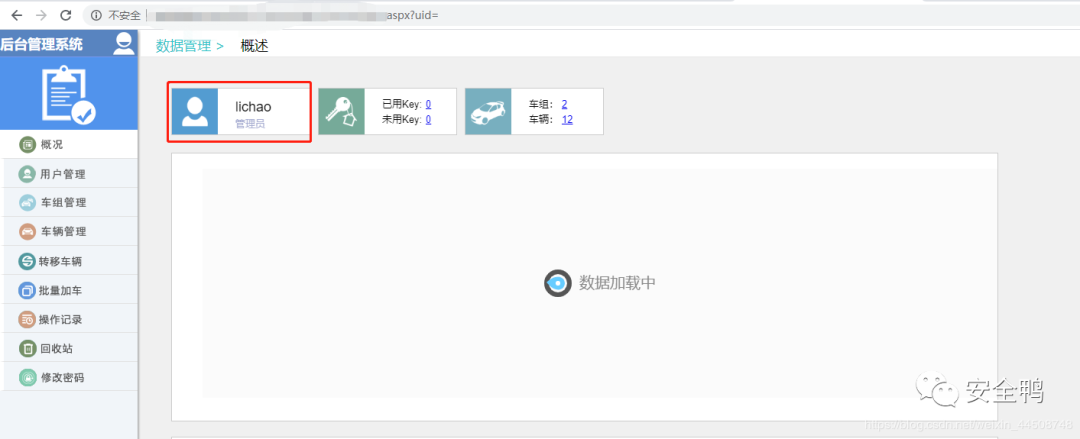 不安全 aspx?uid=
后台管理系统
数据管理 > 概述
lichao
管理员
已用Key: 0
未用Key: 0
车组: 2
车辆: 12
概况
用户管理
车组管理
车辆管理
转移车辆
批量加车
操作记录
回收站
修改密码
数据加载中
安全鸭
https://blog.csdn.net/weixin_44508748